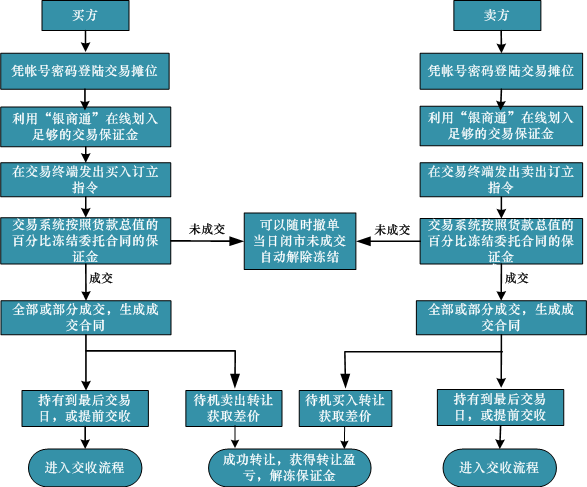 买方
卖方
凭帐号密码登陆交易摊位
凭帐号密码登陆交易摊位
利用“银商通”在线划入
足够的交易保证金
利用“银商通”在线划入
足够的交易保证金
在交易终端发出买入订立
指令
在交易终端发出卖出订立
指令
交易系统按照货款总值的
百分比冻结委托合同的保
证金
未成交
可以随时撤单
当日闭市未成交
自动解除冻结
未成交
交易系统按照货款总值的
百分比冻结委托合同的保
证金
成交
成交
全部或部分成交，生成成
交合同
全部或部分成交，生成成
交合同
持有到最后交易
日，或提前交收
待机卖出转让
获取差价
待机买入转让
获取差价
持有到最后交易
日，或提前交收
进入交收流程
成功转让，获得转让盈
亏，解冻保证金
进入交收流程